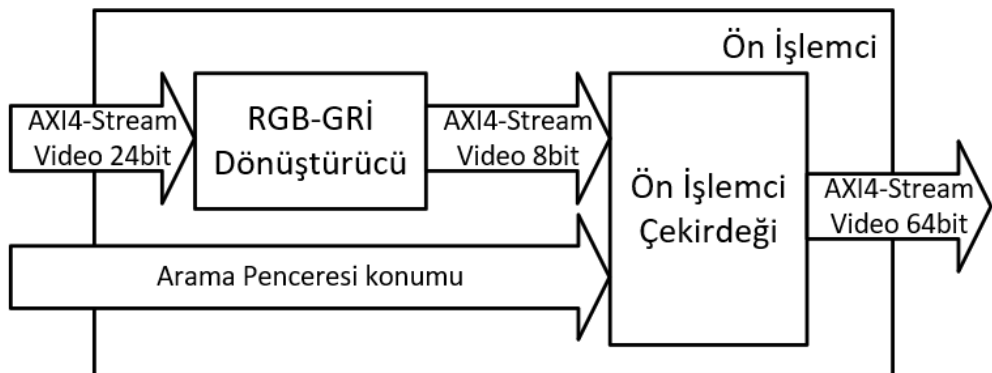 Ön İşlemci
AXI4-Stream
Video 24bit
RGB-GRİ
Dönüştürücü
AXI4-Stream
Video 8bit
Ön İşlemci
Çekirdeği
AXI4-Stream
Video 64bit
Arama Penceresi konumu